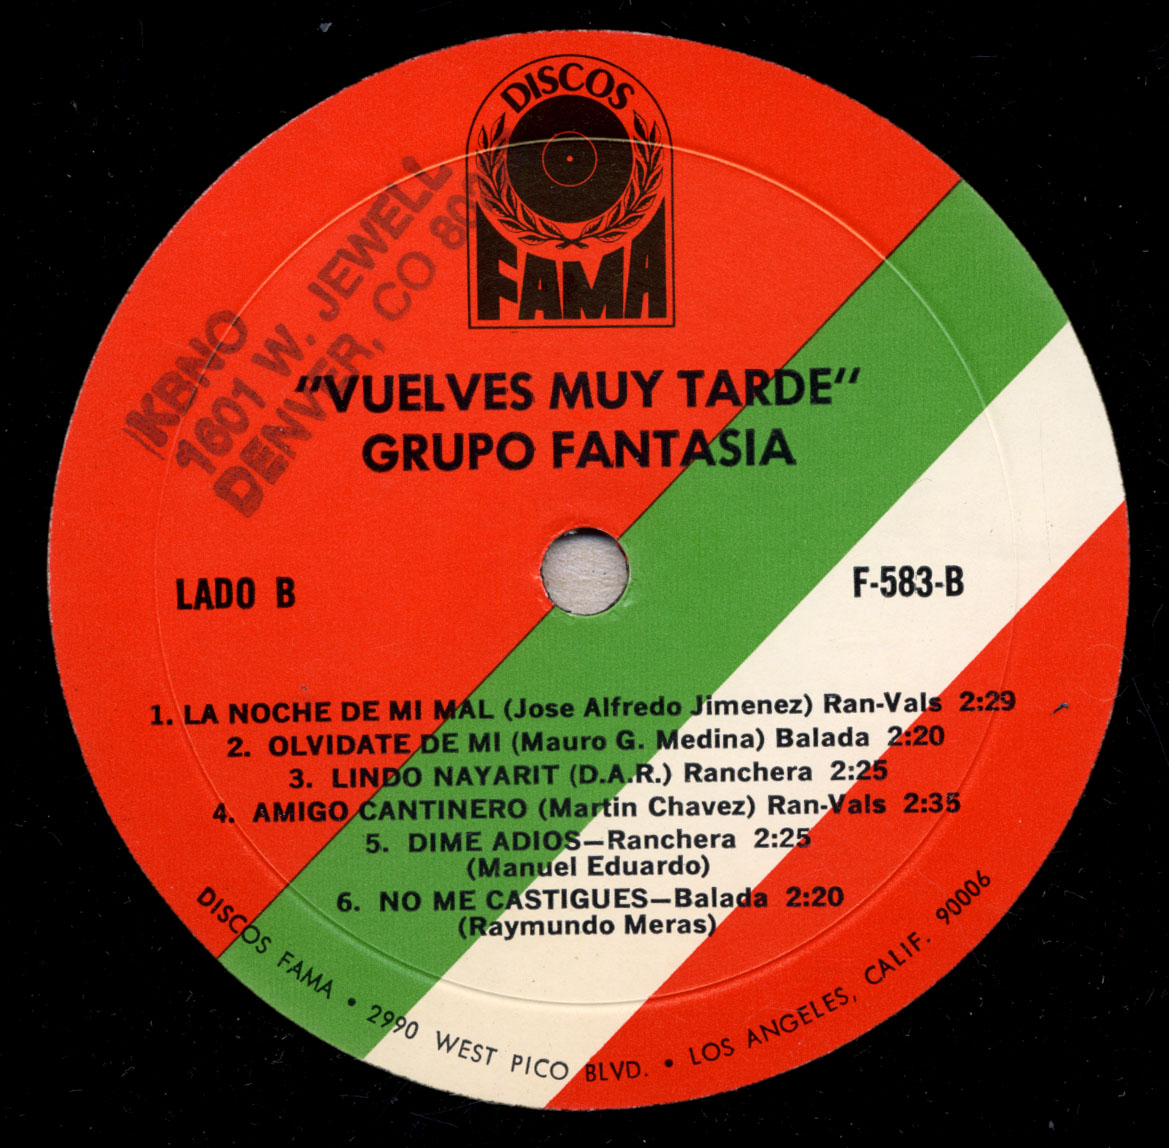 DISCOS
FAMA
KBNO
1601 W. JEWELL
DENVER, CO
"VUELVES MUY TARDE"
GRUPO FANTASIA
LADO B
F-583-B
1. LA NOCHE DE MI MAL (Jose Alfredo Jimenez) Ran-Vals 2:29
2. OLVIDATE DE MI (Mauro G. Medina) Balada 2:20
3. LINDO NAYARIT (D.A.R.) Ranchera 2:25
4. AMIGO CANTINERO (Martin Chavez) Ran-Vals 2:35
5. DIME ADIOS—Ranchera 2:25
(Manuel Eduardo)
6. NO ME CASTIGUES—Balada 2:20
(Raymundo Meras)
DISCOS FAMA • 2990 WEST PICO BLVD. • LOS ANGELES, CALIF. 90006